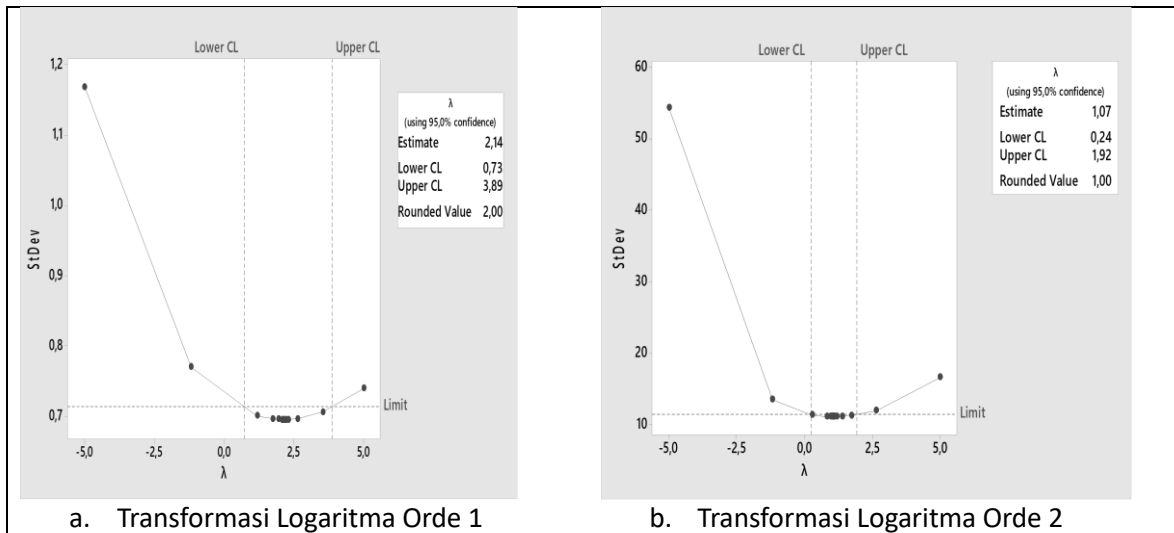 Lower CL
Upper CL
1,2
1,1
1,0
0,9
0,8
0,7
StDev
-5,0
-2,5
0,0
2,5
5,0
λ
Limit
λ
(using 95,0% confidence)
Estimate 2,14
Lower CL 0,73
Upper CL 3,89
Rounded Value 2,00
a. Transformasi Logaritma Orde 1
Lower CL
Upper CL
60
50
40
30
20
10
StDev
-5,0
-2,5
0,0
2,5
5,0
λ
Limit
λ
(using 95,0% confidence)
Estimate 1,07
Lower CL 0,24
Upper CL 1,92
Rounded Value 1,00
b. Transformasi Logaritma Orde 2